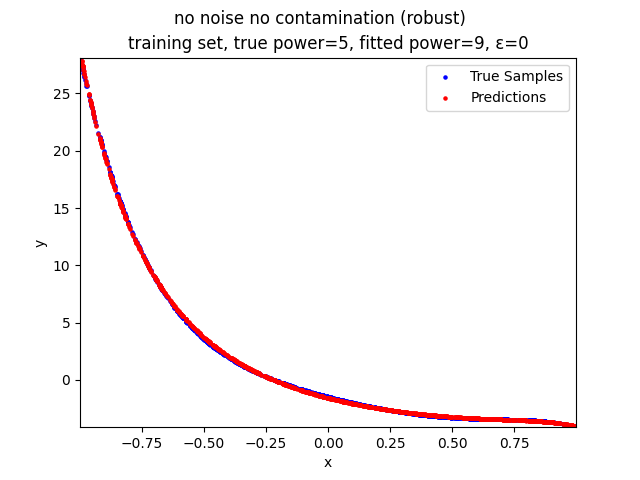 no noise no contamination (robust)
training set, true power=5, fitted power=9, ε=0
True Samples
Predictions
25
20
15
10
5
0
y
−0.75 −0.50 −0.25 0.00 0.25 0.50 0.75
x